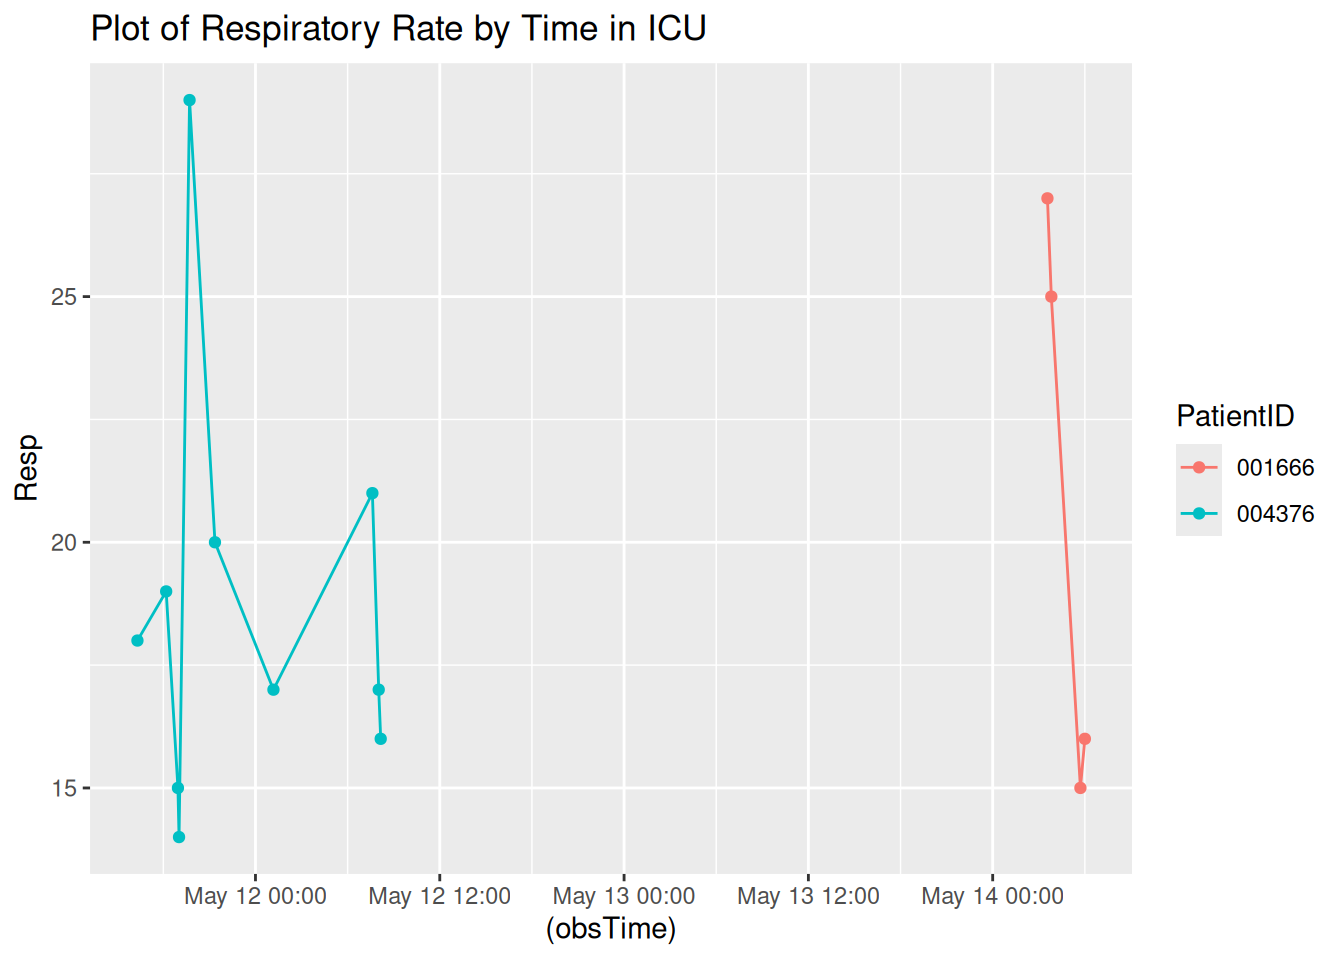 Plot of Respiratory Rate by Time in ICU
Resp
25
20
15
May 12 00:00
May 12 12:00
May 13 00:00
May 13 12:00
May 14 00:00
(obsTime)
PatientID
001666
004376